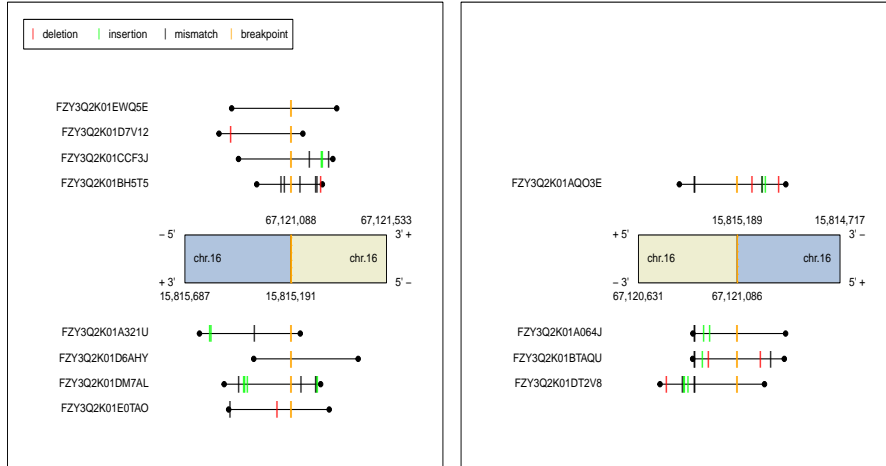 deletion insertion mismatch breakpoint
FZY3Q2K01EWQ5E
FZY3Q2K01D7V12
FZY3Q2K01CCF3J
FZY3Q2K01BH5T5
67,121,088 67,121,533
– 5' 3' +
chr.16 chr.16
+ 3' 5' –
15,815,687 15,815,191
FZY3Q2K01A321U
FZY3Q2K01D6AHY
FZY3Q2K01DM7AL
FZY3Q2K01E0TAO
FZY3Q2K01AQO3E
15,815,189 15,814,717
+ 5' 3' –
chr.16 chr.16
– 3' 5' +
67,120,631 67,121,086
FZY3Q2K01A064J
FZY3Q2K01BTAQU
FZY3Q2K01DT2V8